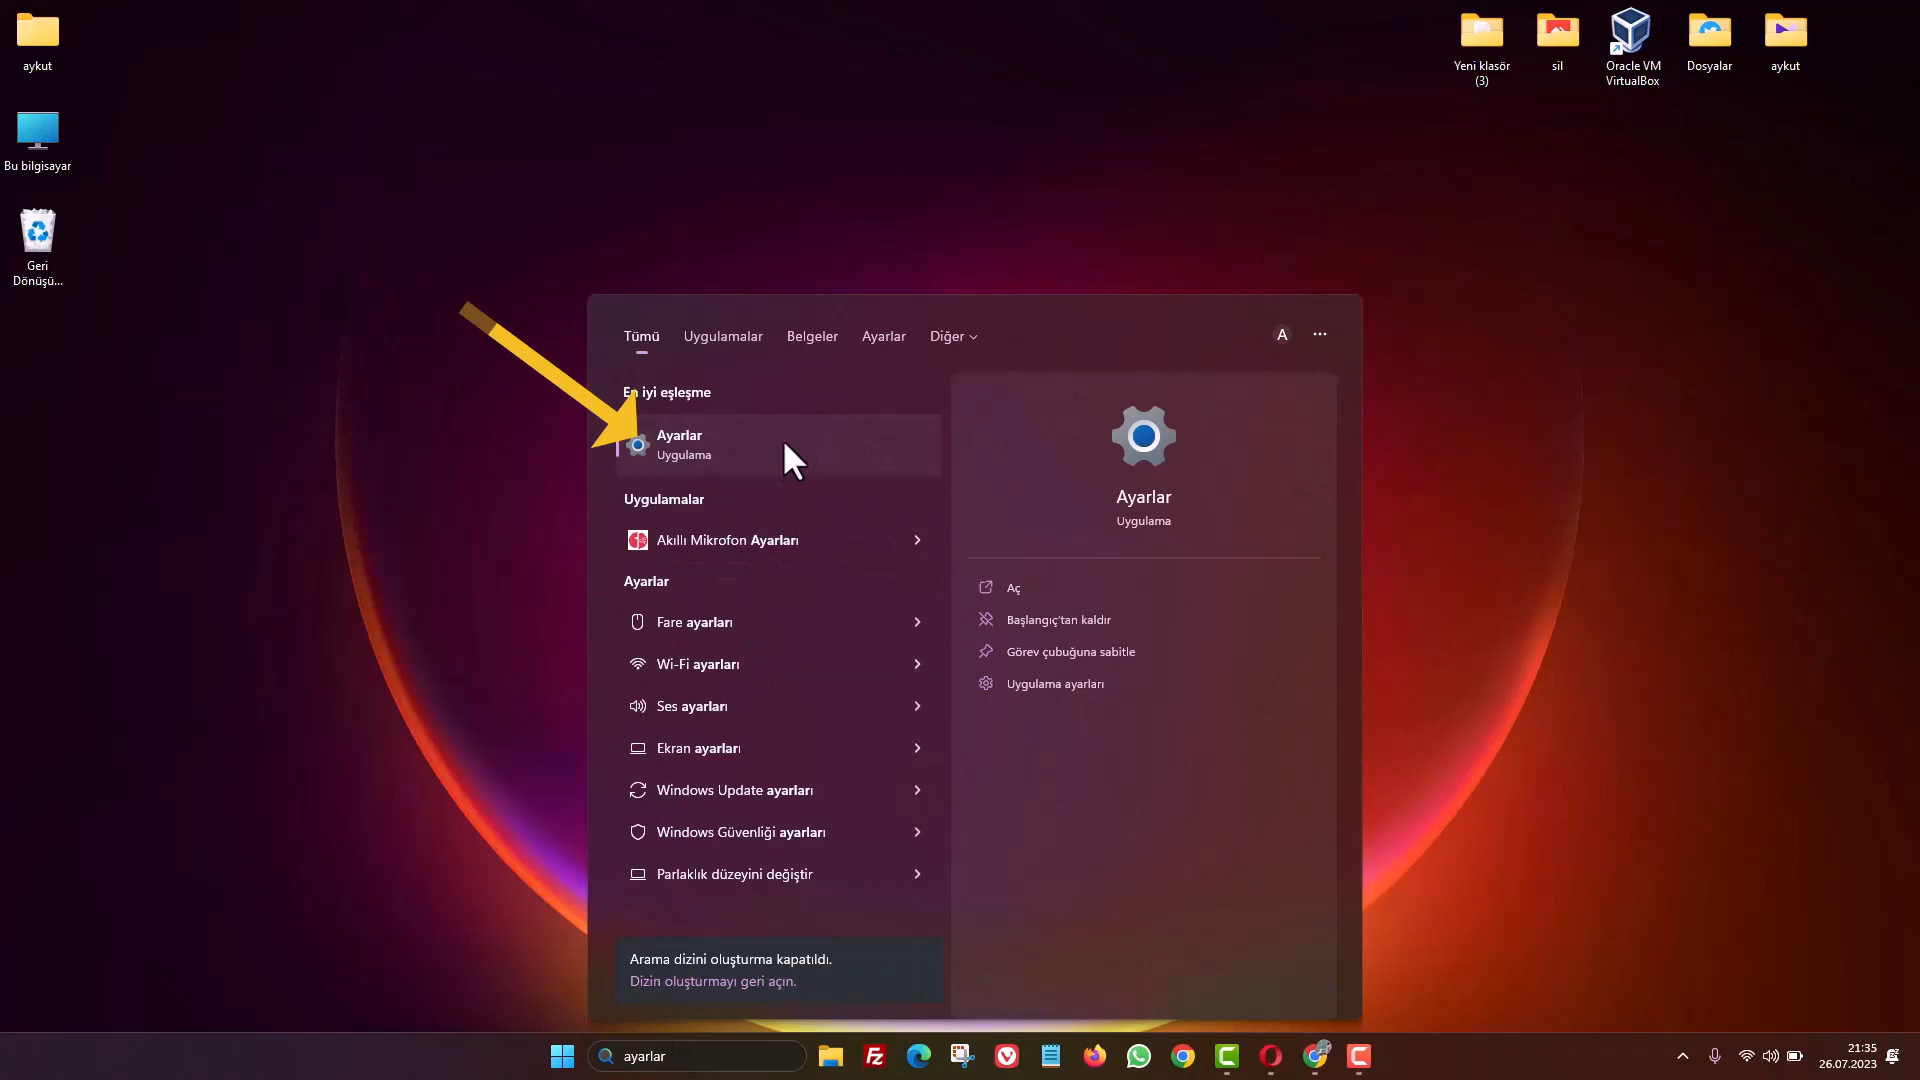 aykut
Bu bilgisayar
Geri
Dönüşü...
Yeni klasör
(3)
sil
Oracle VM
VirtualBox
Dosyalar
aykut
Tümü
Uygulamalar
Belgeler
Ayarlar
Diğer
A
En iyi eşleşme
Ayarlar
Uygulama
Uygulamalar
Akıllı Mikrofon Ayarları
Ayarlar
Fare ayarları
Wi-Fi ayarları
Ses ayarları
Ekran ayarları
Windows Update ayarları
Windows Güvenliği ayarları
Parlaklık düzeyini değiştir
Arama dizini oluşturma kapatıldı.
Dizin oluşturmayı geri açın.
Ayarlar
Uygulama
Aç
Başlangıç'tan kaldır
Görev çubuğuna sabitle
Uygulama ayarları
ayarlar
21:35
26.07.2023